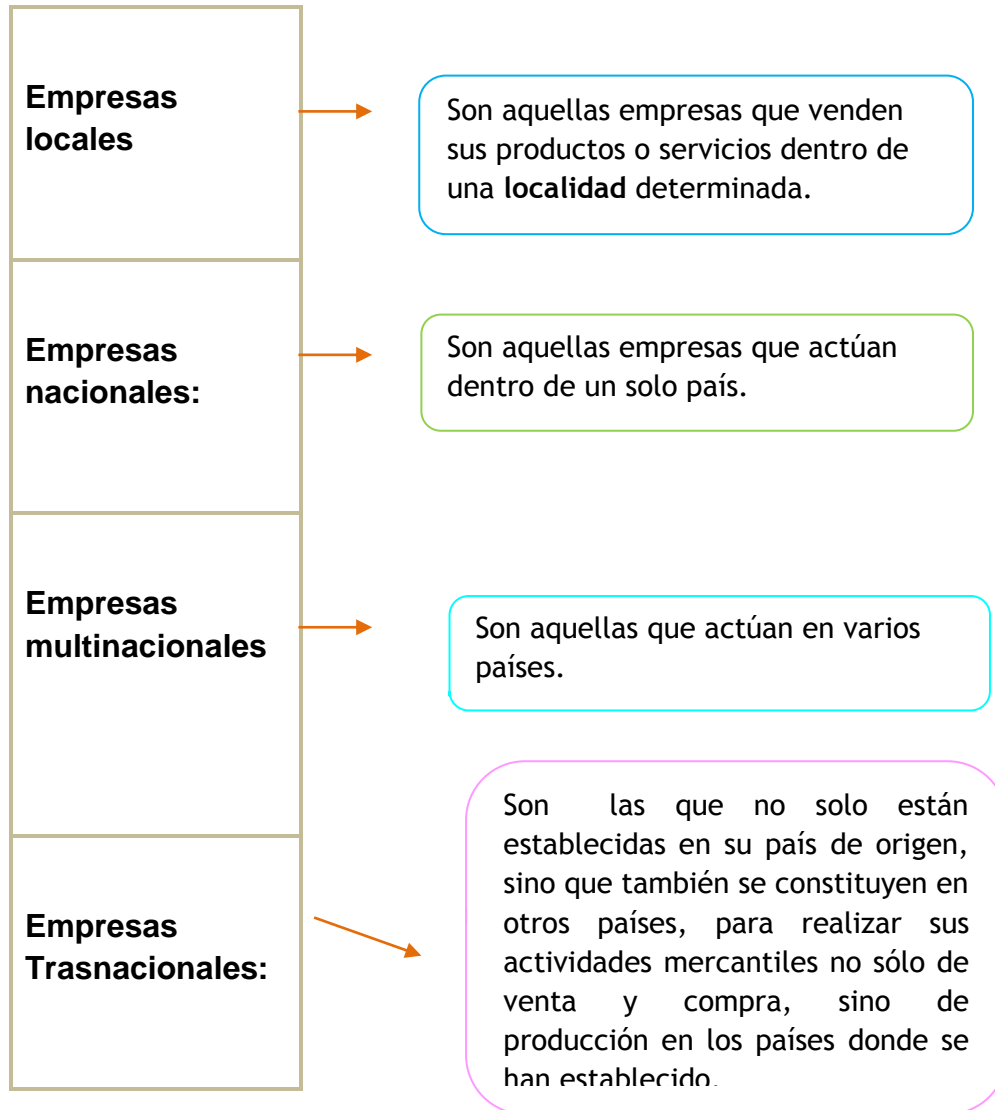 Empresas
locales
Son aquellas empresas que venden
sus productos o servicios dentro de
una localidad determinada.
Empresas
nacionales:
Son aquellas empresas que actúan
dentro de un solo país.
Empresas
multinacionales
Son aquellas que actúan en varios
países.
Empresas
Trasnacionales:
Son las que no solo están
establecidas en su país de origen,
sino que también se constituyen en
otros países, para realizar sus
actividades mercantiles no sólo de
venta y compra, sino de
producción en los países donde se
han establecido.